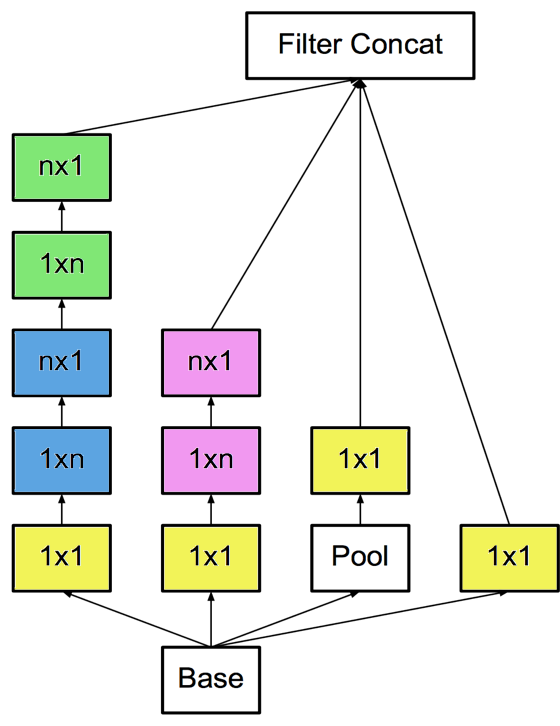 Filter Concat
nx1
1xn
nx1
nx1
1xn
1xn
1x1
1x1
1x1
Pool
1x1
Base